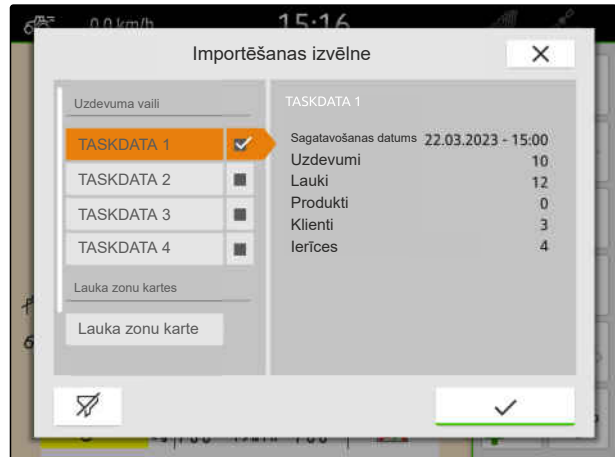 0.0 km/h 15:16
Importēšanas izvēlne
Uzdevuma vaili
TASKDATA 1
TASKDATA 2
TASKDATA 3
TASKDATA 4
Lauka zonu kartes
Lauka zonu karte
TASKDATA 1
Sagatavošanas datums 22.03.2023 - 15:00
Uzdevumi 10
Lauki 12
Produkti 0
Klienti 3
Ierīces 4